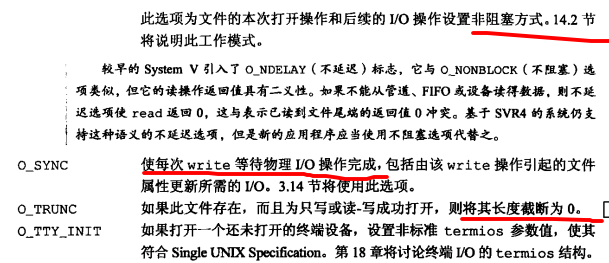 此选项为文件的本次打开操作和后续的 I/O 操作设置非阻塞方式。14.2 节
将说明此工作模式。
较早的 System V 引入了 O_NDELAY（不延迟）标志，它与 O_NONBLOCK（不阻塞）选
项类似，但它的读操作返回值具有二义性。如果不能从管道、FIFO 或设备读得数据，则不延
迟选项使 read 返回 0，这与表示已读到文件尾端的返回值 0 冲突。基于 SVR4 的系统仍支
持这种语义的不延迟选项，但是新的应用程序应当使用不阻塞选项代替之。
O_SYNC 使每次 write 等待物理 I/O 操作完成，包括由该 write 操作引起的文件
属性更新所需的 I/O。3.14 节将使用此选项。
O_TRUNC 如果此文件存在，而且为只写或读-写成功打开，则将其长度截断为 0。
O_TTY_INIT 如果打开一个还未打开的终端设备，设置非标准 termios 参数值，使其
符合 Single UNIX Specification。第 18 章将讨论终端 I/O 的 termios 结构。